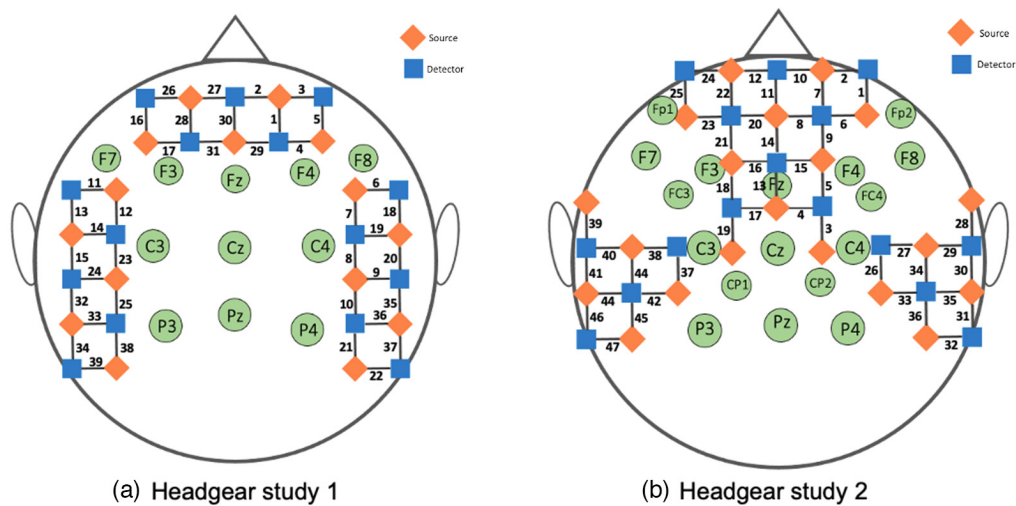 Source
Detector
26 27 2 3
16 28 30 1 5
17 31 29 4
F7 F3 Fz F4 F8
11 6
13 12 7 18
14 19
C3 Cz C4
15 23 8 20
24 9
32 25 10 35
33 36
P3 Pz P4
34 38 21 37
39 22
(a) Headgear study 1
Source
Detector
24 12 10 2
25 22 11 7 1
Fp1 Fp2
23 20 8 6
21 14 9
F7 F3 16 15 F4 F8
FC3 18 13 Fz 5 FC4
17 4
39 19 3 28
C3 Cz C4
40 38 27 29
41 44 37 26 34 30
CP1 CP2
44 42 33 35
46 45 36 31
P3 Pz P4
47 32
(b) Headgear study 2